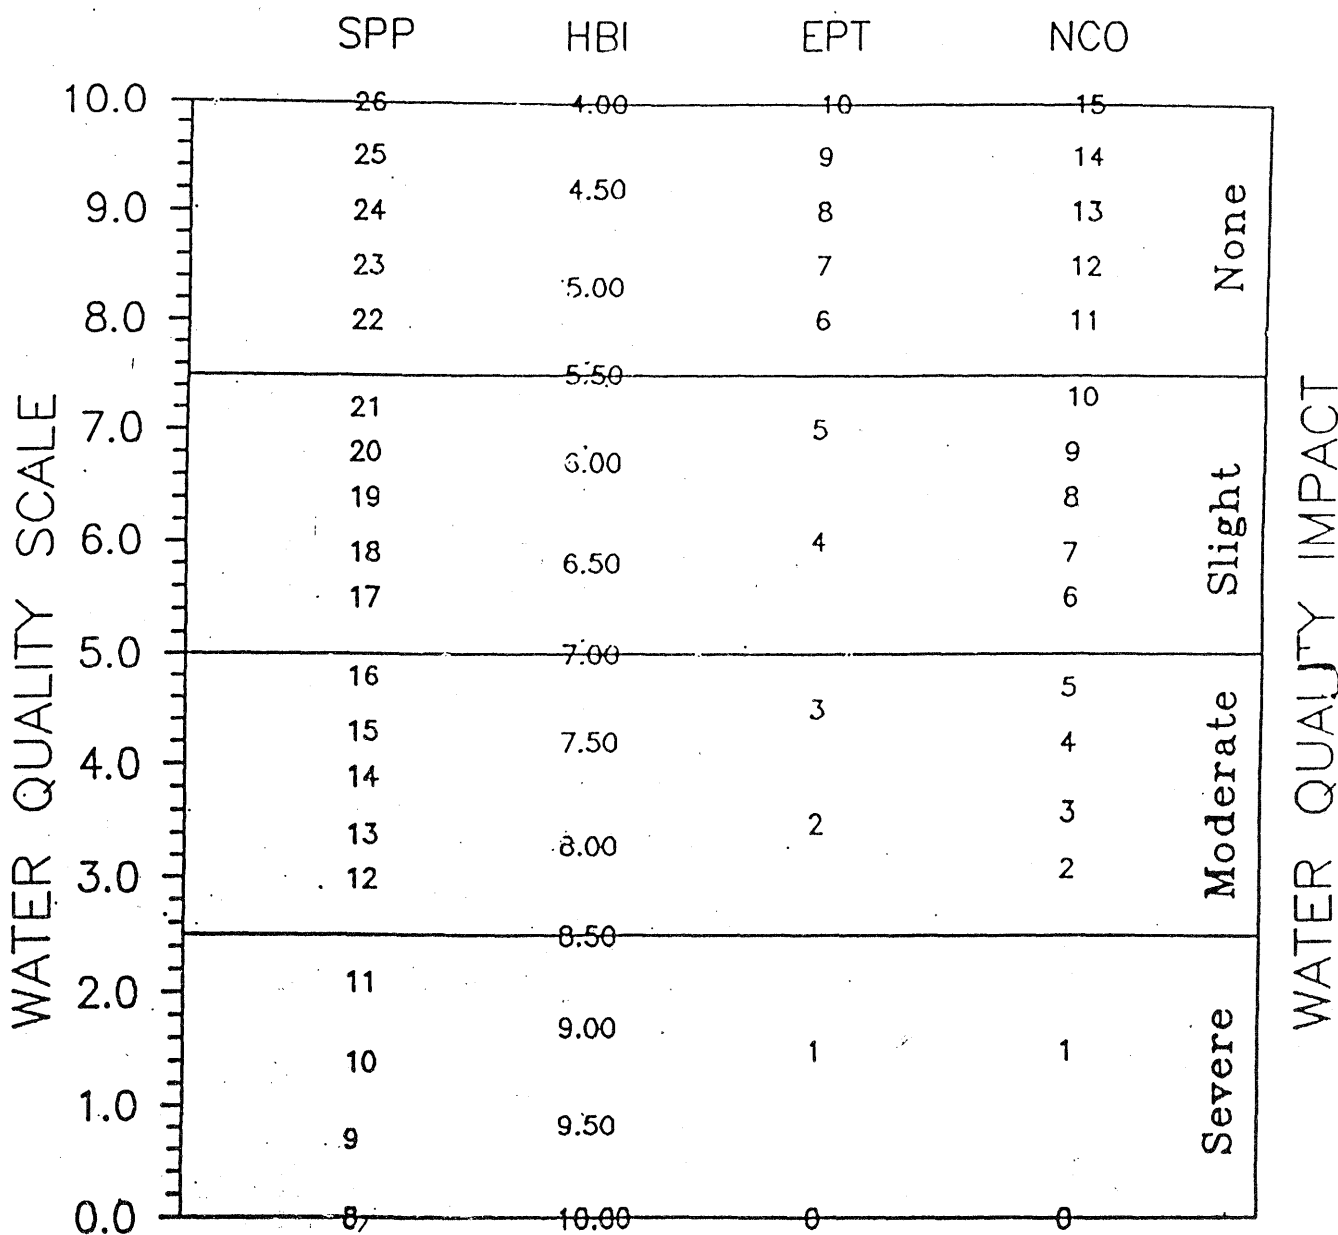 SPP HBI EPT NCO
10.0 26 4.00 10 15
25 9 14
4.50
9.0 24 8 13
23 7 12
5.00
8.0 22 6 11
None
5.50
21 10
7.0 5
20 6.00 9
19 8
6.0 18 6.50 4 7
17 6
Slight
5.0 7.00
16 5
15 7.50 3 4
4.0 14
13 8.00 2 3
3.0 12 2
Moderate
8.50
2.0 11
9.00
10 1 1
1.0 9.50
9
Severe
0.0 8 10.00 0 0
WATER QUALITY SCALE
WATER QUALITY IMPACT